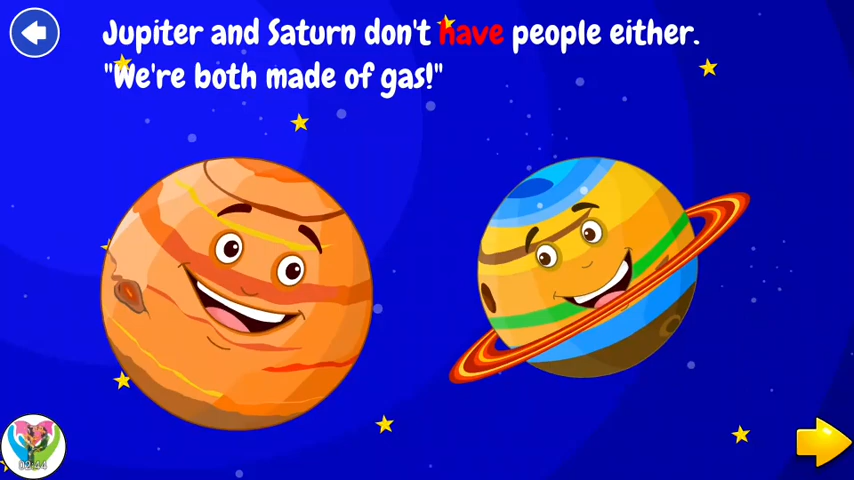 Jupiter and Saturn don't have people either.
"We're both made of gas!"